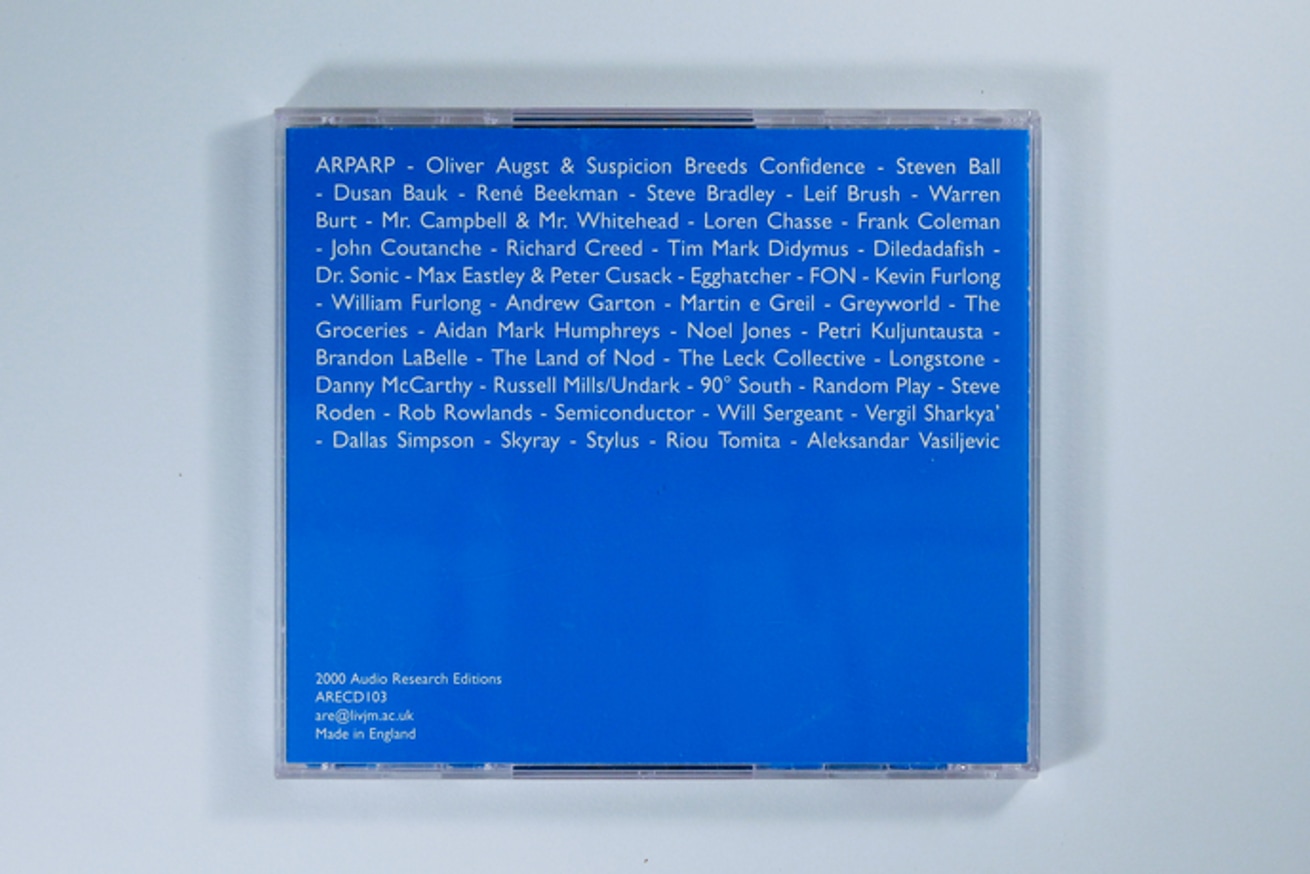 ARPARP - Oliver Augst & Suspicion Breeds Confidence - Steven Ball
- Dusan Bauk - René Beekman - Steve Bradley - Leif Brush - Warren
Burt - Mr. Campbell & Mr. Whitehead - Loren Chasse - Frank Coleman
- John Coutanche - Richard Creed - Tim Mark Didymus - Diledadafish -
Dr. Sonic - Max Eastley & Peter Cusack - Egghatcher - FON - Kevin Furlong
- William Furlong - Andrew Garton - Martin e Greil - Greyworld - The
Groceries - Aidan Mark Humphreys - Noel Jones - Petri Kuljuntausta -
Brandon LaBelle - The Land of Nod - The Leck Collective - Longstone -
Danny McCarthy - Russell Mills/Undark - 90° South - Random Play - Steve
Roden - Rob Rowlands - Semiconductor - Will Sergeant - Vergil Sharkya'
- Dallas Simpson - Skyray - Stylus - Riou Tomita - Aleksandar Vasiljevic
2000 Audio Research Editions
ARECD103
are@livjm.ac.uk
Made in England